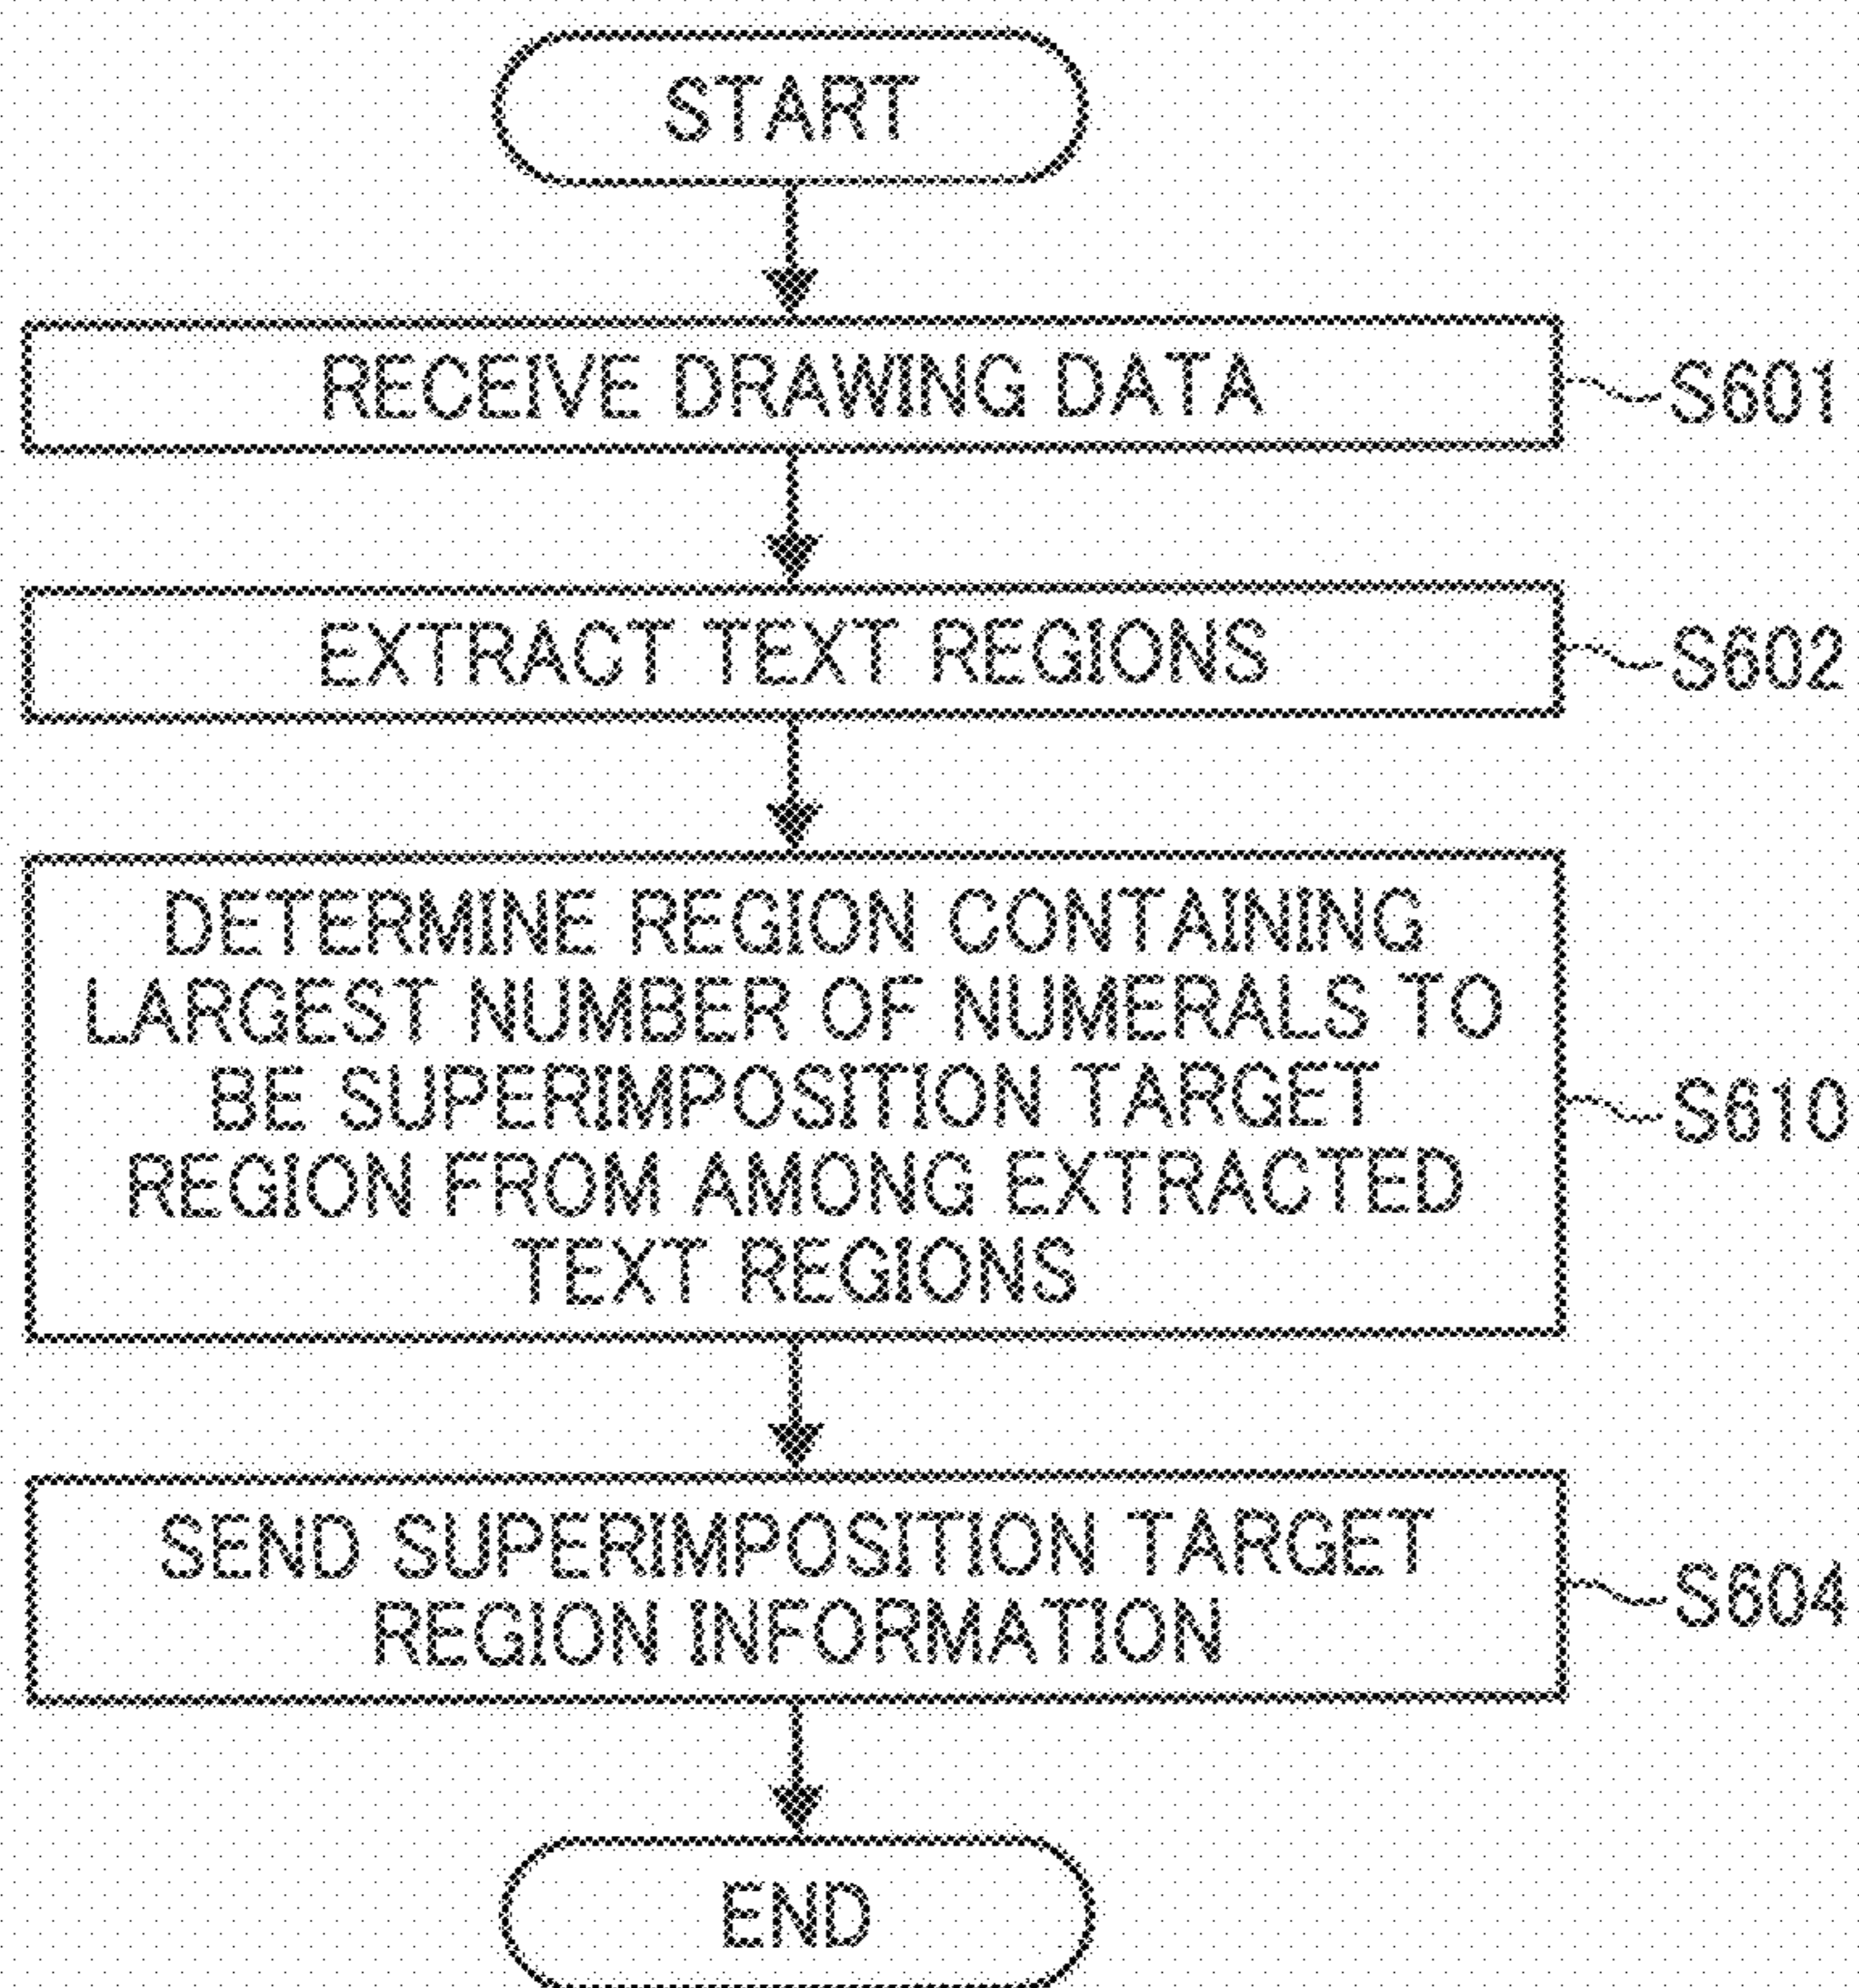 START
RECEIVE DRAWING DATA
S601
EXTRACT TEXT REGIONS
S602
DETERMINE REGION CONTAINING
LARGEST NUMBER OF NUMERALS TO
BE SUPERIMPOSITION TARGET
REGION FROM AMONG EXTRACTED
TEXT REGIONS
S610
SEND SUPERIMPOSITION TARGET
REGION INFORMATION
S604
END